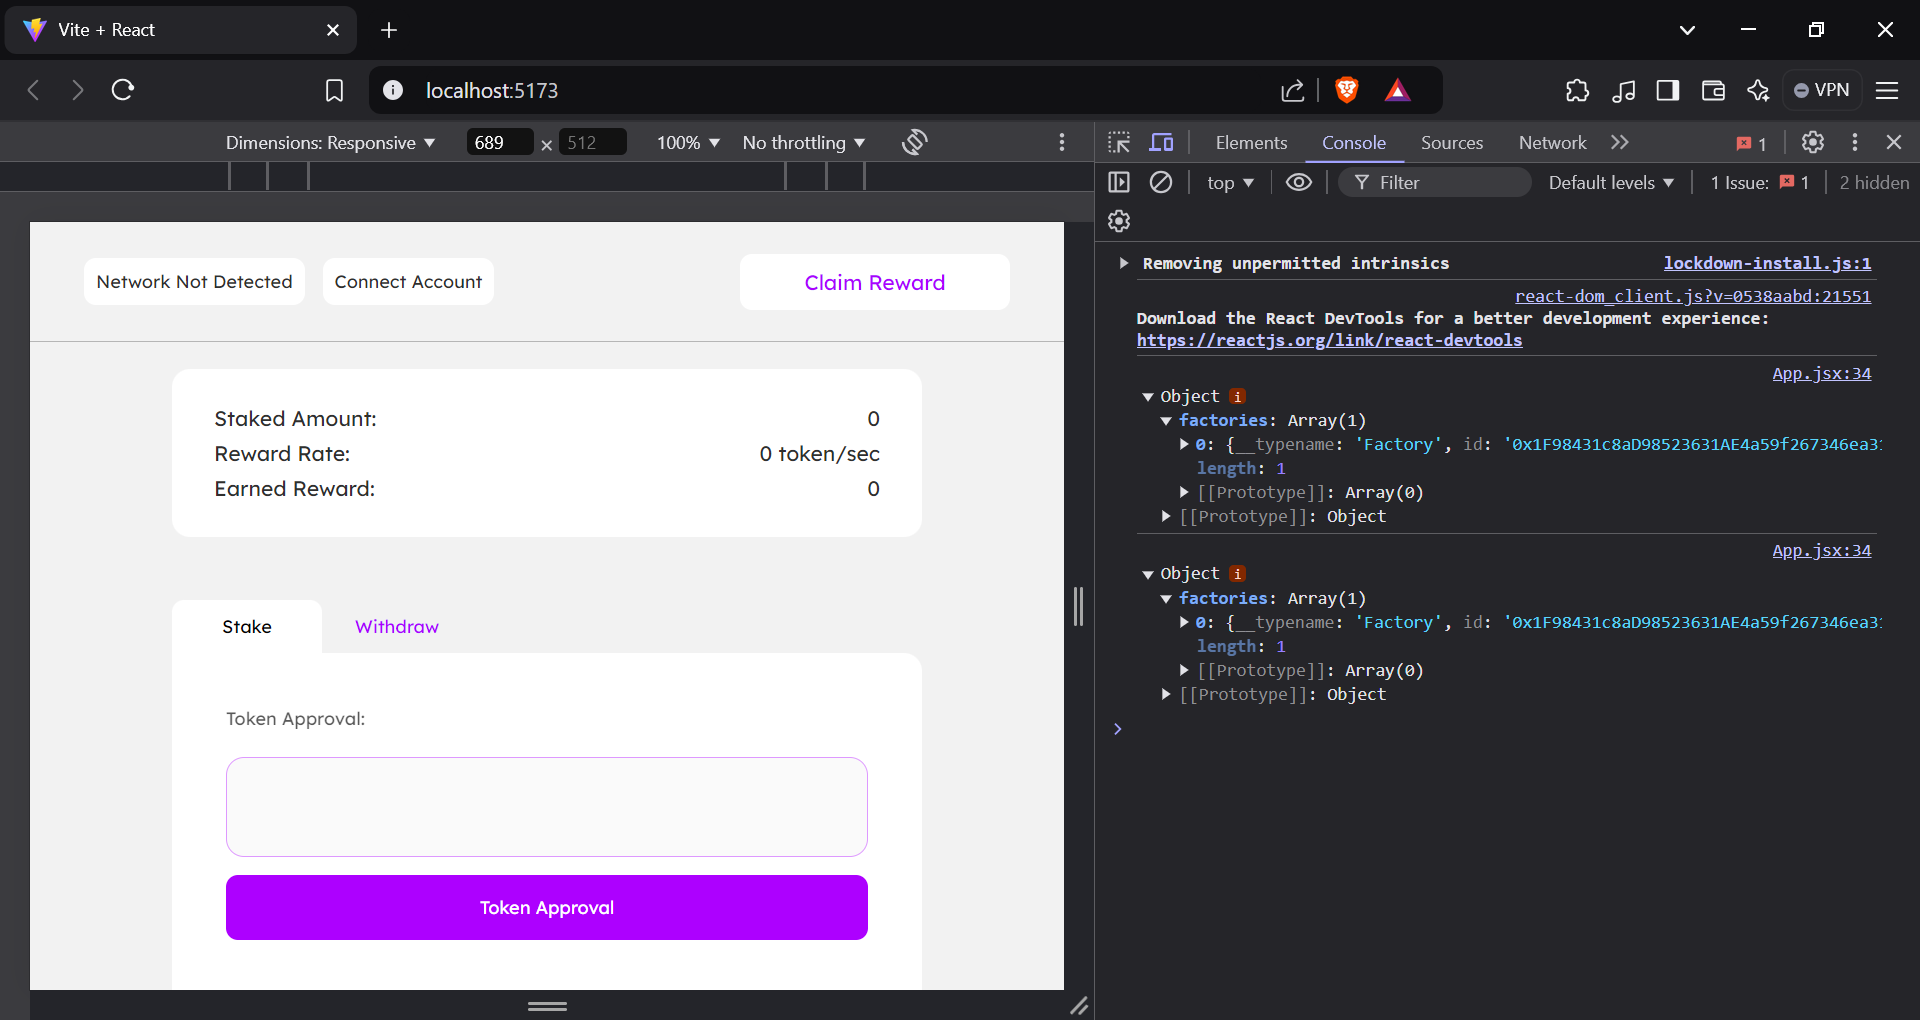 Vite + React
localhost:5173
VPN
Dimensions: Responsive 689 × 512 100% No throttling
Elements Console Sources Network 1
top Filter Default levels 1 Issue: 1 2 hidden
Network Not Detected
Connect Account
Claim Reward
Staked Amount: 0
Reward Rate: 0 token/sec
Earned Reward: 0
Stake
Withdraw
Token Approval:
Token Approval
Removing unpermitted intrinsics lockdown-install.js:1
react-dom_client.js?v=0538aabd:21551
Download the React DevTools for a better development experience:
https://reactjs.org/link/react-devtools
App.jsx:34
Object i
factories: Array(1)
0: {__typename: 'Factory', id: '0x1F98431c8aD98523631AE4a59f267346ea3
length: 1
[[Prototype]]: Array(0)
[[Prototype]]: Object
App.jsx:34
Object i
factories: Array(1)
0: {__typename: 'Factory', id: '0x1F98431c8aD98523631AE4a59f267346ea3
length: 1
[[Prototype]]: Array(0)
[[Prototype]]: Object